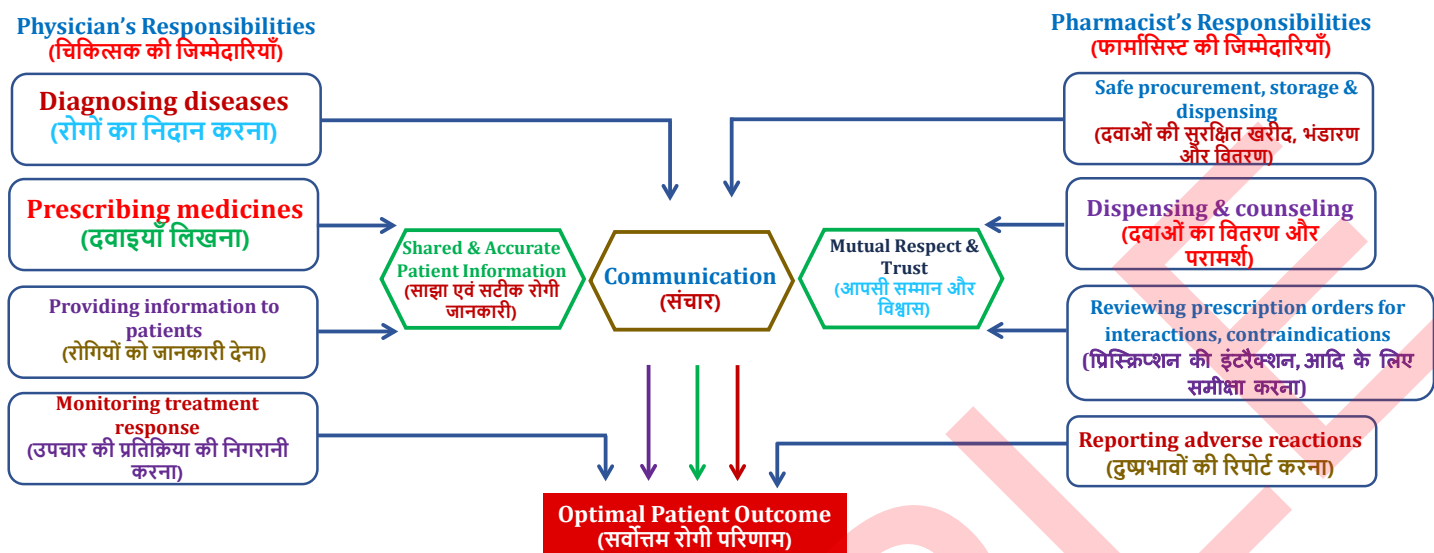 Physician's Responsibilities
(चिकित्सक की जिम्मेदारियाँ)
Diagnosing diseases
(रोगों का निदान करना)
Prescribing medicines
(दवाइयाँ लिखना)
Providing information to
patients
(रोगियों को जानकारी देना)
Monitoring treatment
response
(उपचार की प्रतिक्रिया की निगरानी
करना)
Shared & Accurate
Patient Information
(साझा एवं सटीक रोगी
जानकारी)
Communication
(संचार)
Mutual Respect &
Trust
(आपसी सम्मान और
विश्वास)
Pharmacist's Responsibilities
(फार्मासिस्ट की जिम्मेदारियाँ)
Safe procurement, storage &
dispensing
(दवाओं की सुरक्षित खरीद, भंडारण
और वितरण)
Dispensing & counseling
(दवाओं का वितरण और
परामर्श)
Reviewing prescription orders for
interactions, contraindications
(प्रिस्क्रिप्शन की इंटरैक्शन, आदि के लिए
समीक्षा करना)
Reporting adverse reactions
(दुष्प्रभावों की रिपोर्ट करना)
Optimal Patient Outcome
(सर्वोत्तम रोगी परिणाम)